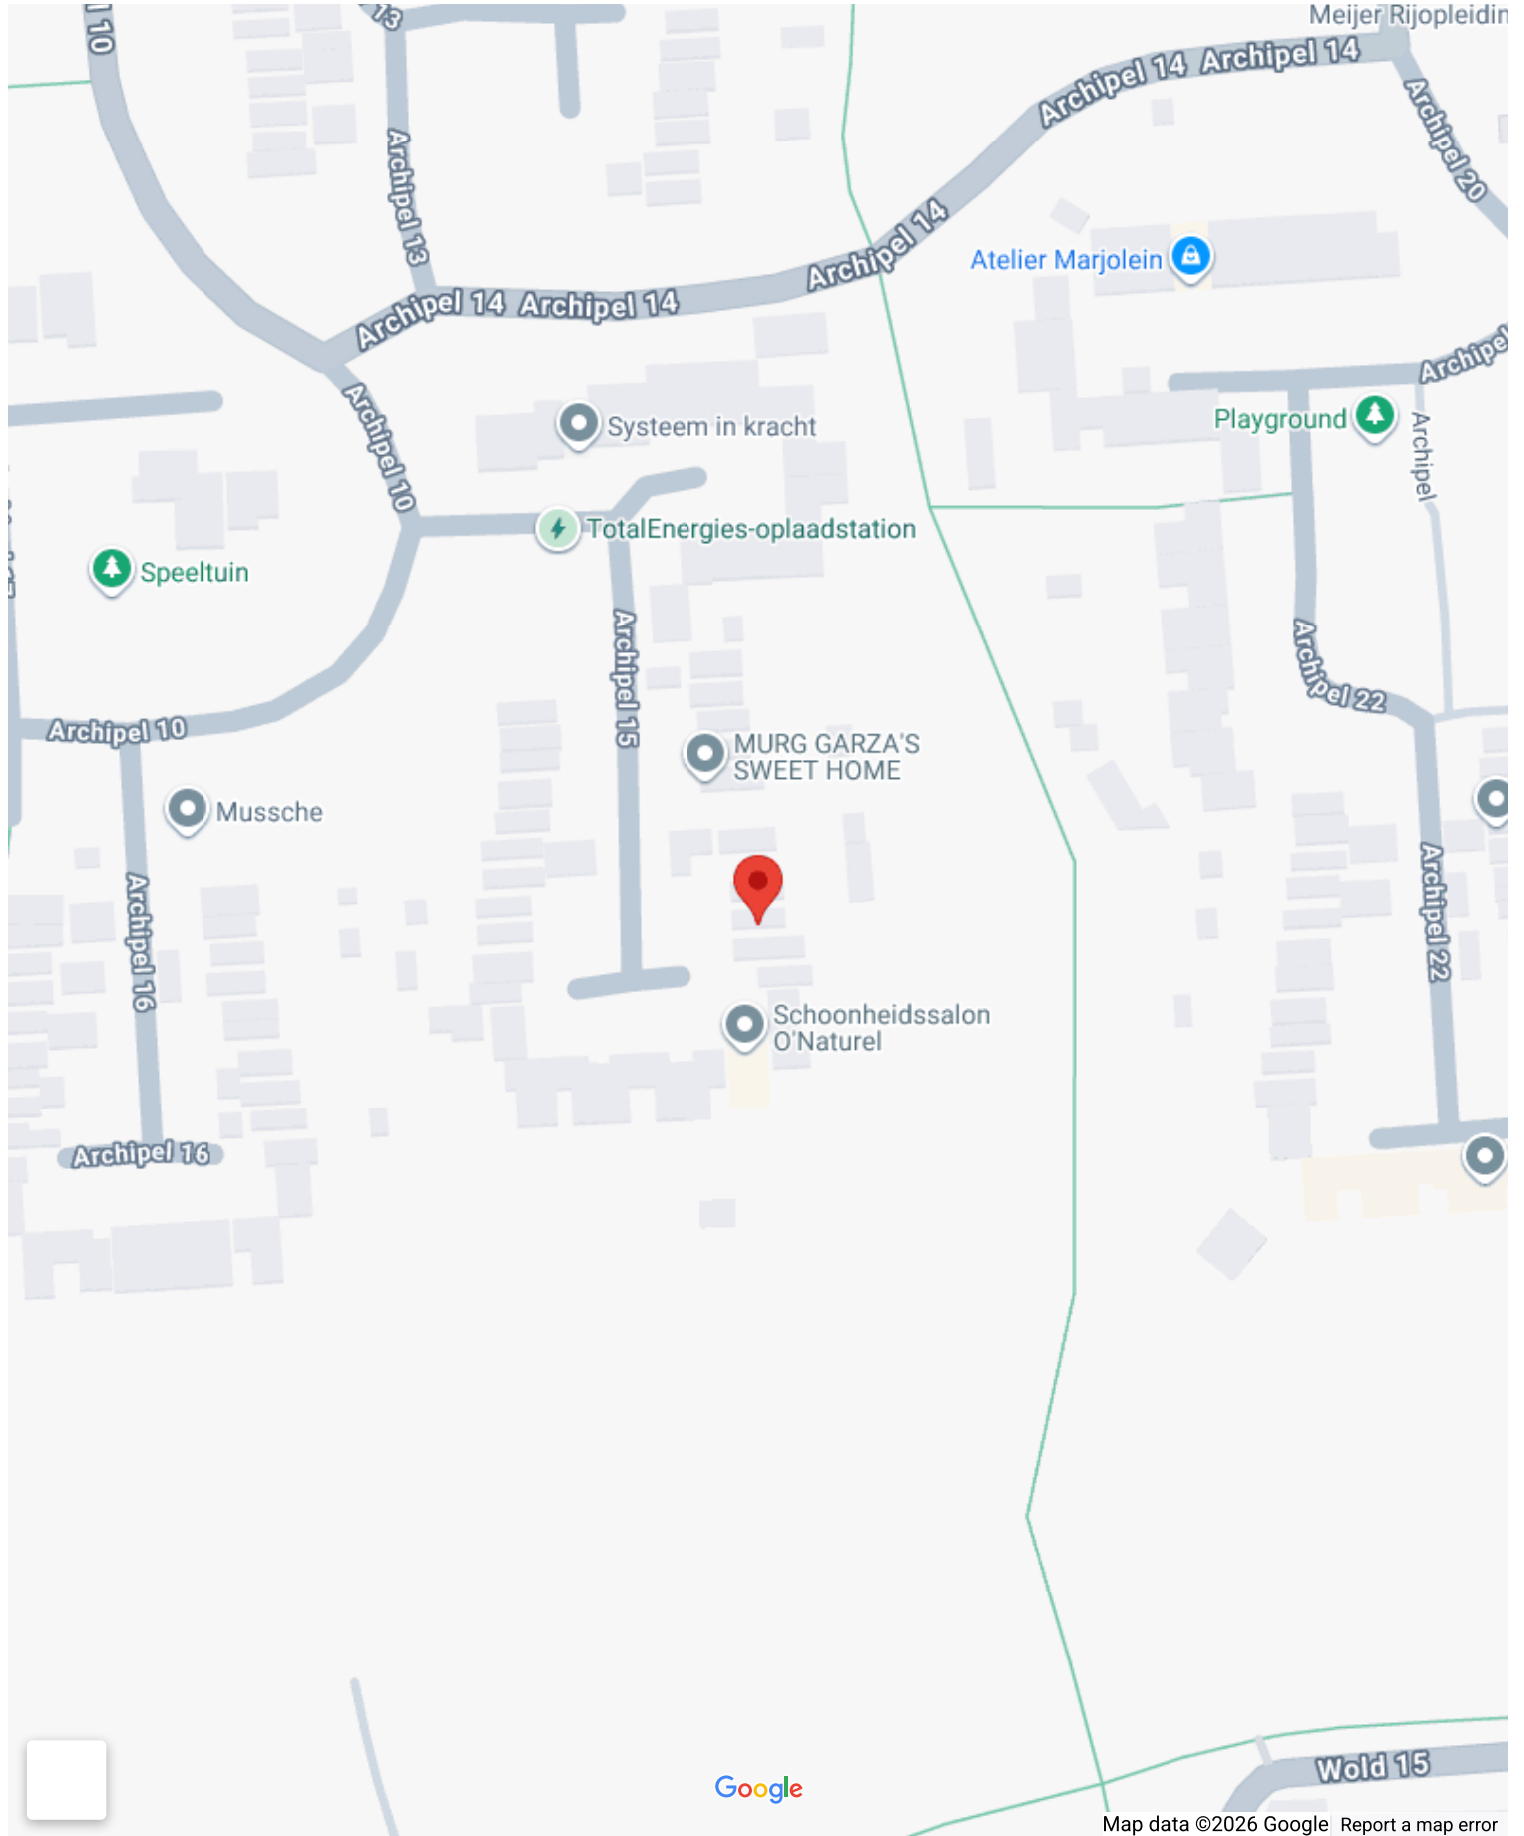 13
Meijer Rijopleidin
10
Archipel 14
Archipel 14
Archipel 20
Archipel 13
Archipel 14
Atelier Marjolein
Archipel 14
Archipel 14
Archipel
Archipel 10
Systeem in kracht
Playground
Archipel
TotalEnergies-oplaadstation
Speeltuin
Archipel 15
Archipel 22
Archipel 10
MURG GARZA'S
SWEET HOME
Mussche
Archipel 16
Archipel 22
Schoonheidssalon
O'Naturel
Archipel 16
Wold 15
Google
Map data ©2026 Google
Report a map error